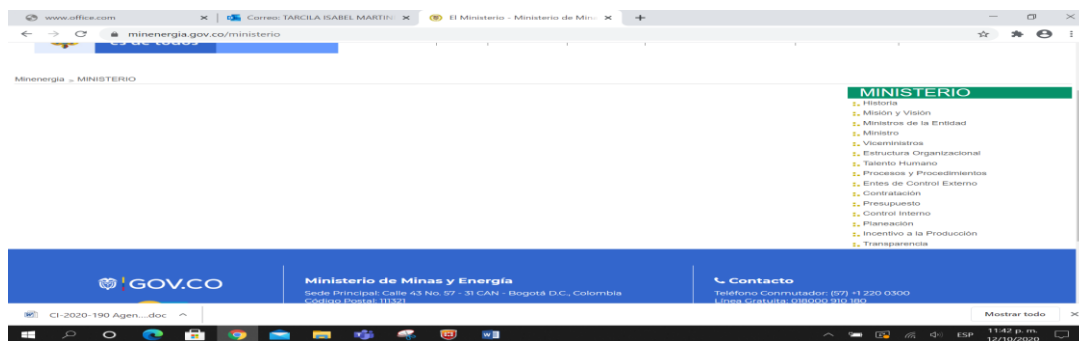 www.office.com
Correo: TARCILA ISABEL MARTIN
El Ministerio - Ministerio de Min
minenergia.gov.co/ministerio
es de todos
Minenergia » MINISTERIO
MINISTERIO
Historia
Misión y Visión
Ministros de la Entidad
Ministro
Viceministros
Estructura Organizacional
Talento Humano
Procesos y Procedimientos
Entes de Control Externo
Contratación
Presupuesto
Control Interno
Planeación
Incentivo a la Producción
Transparencia
GOV.CO
Ministerio de Minas y Energía
Sede Principal: Calle 43 No. 57 - 31 CAN - Bogotá D.C., Colombia
Código Postal: 111321
Contacto
Teléfono Conmutador: (57) +1 220 0300
Línea Gratuita: 018000 910 180
CI-2020-190 Agen....doc
Mostrar todo
ESP
11:42 p. m.
12/10/2020